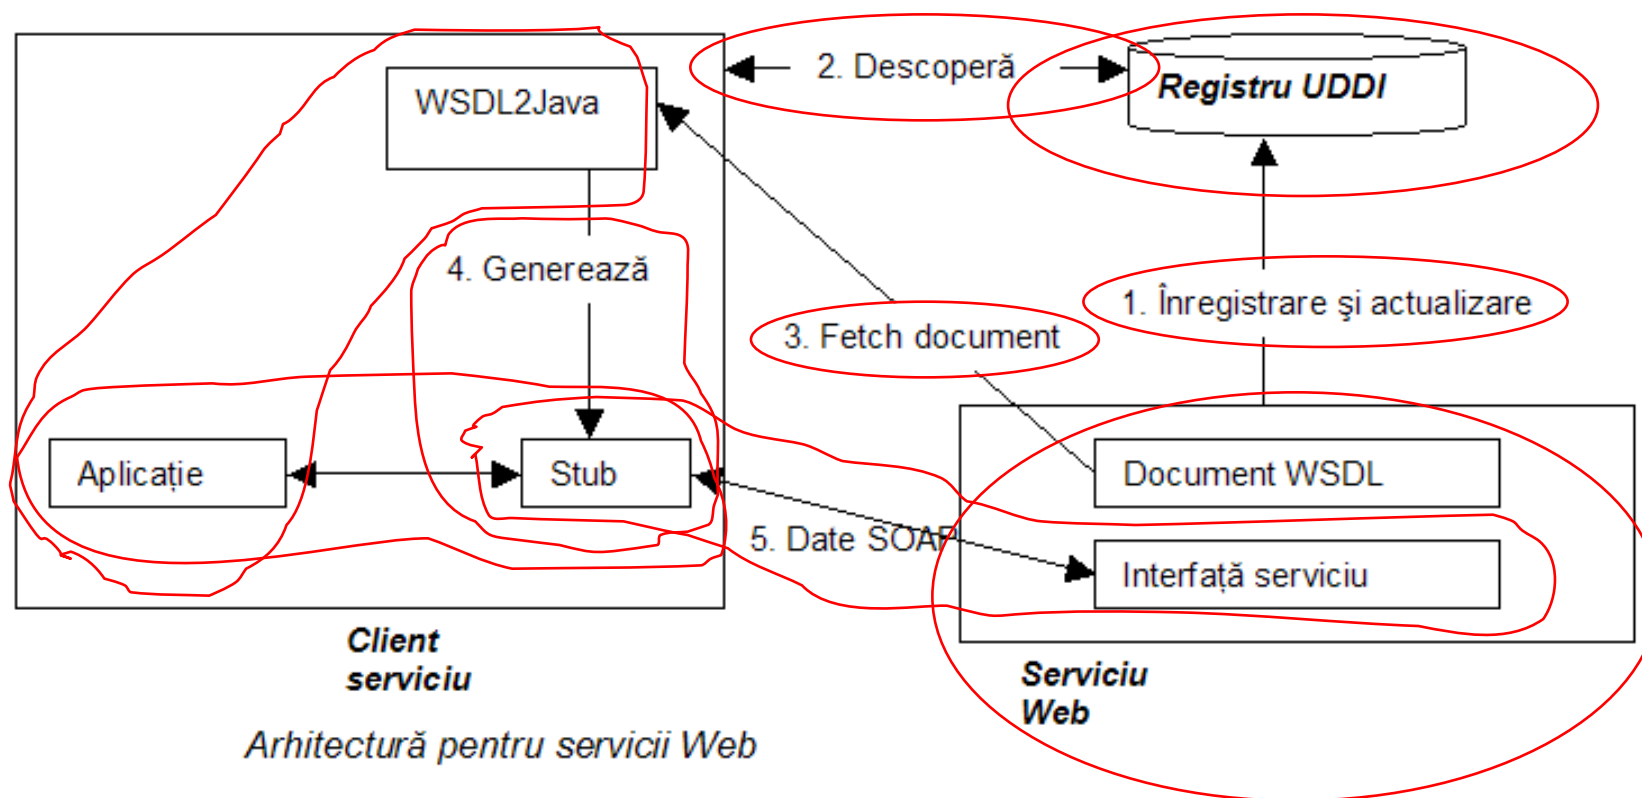 2. Descoperă
Registru UDDI
WSDL2Java
4. Generează
1. Înregistrare şi actualizare
3. Fetch document
Aplicație
Stub
Document WSDL
5. Date SOAP
Interfață serviciu
Client
serviciu
Serviciu
Web
Arhitectură pentru servicii Web